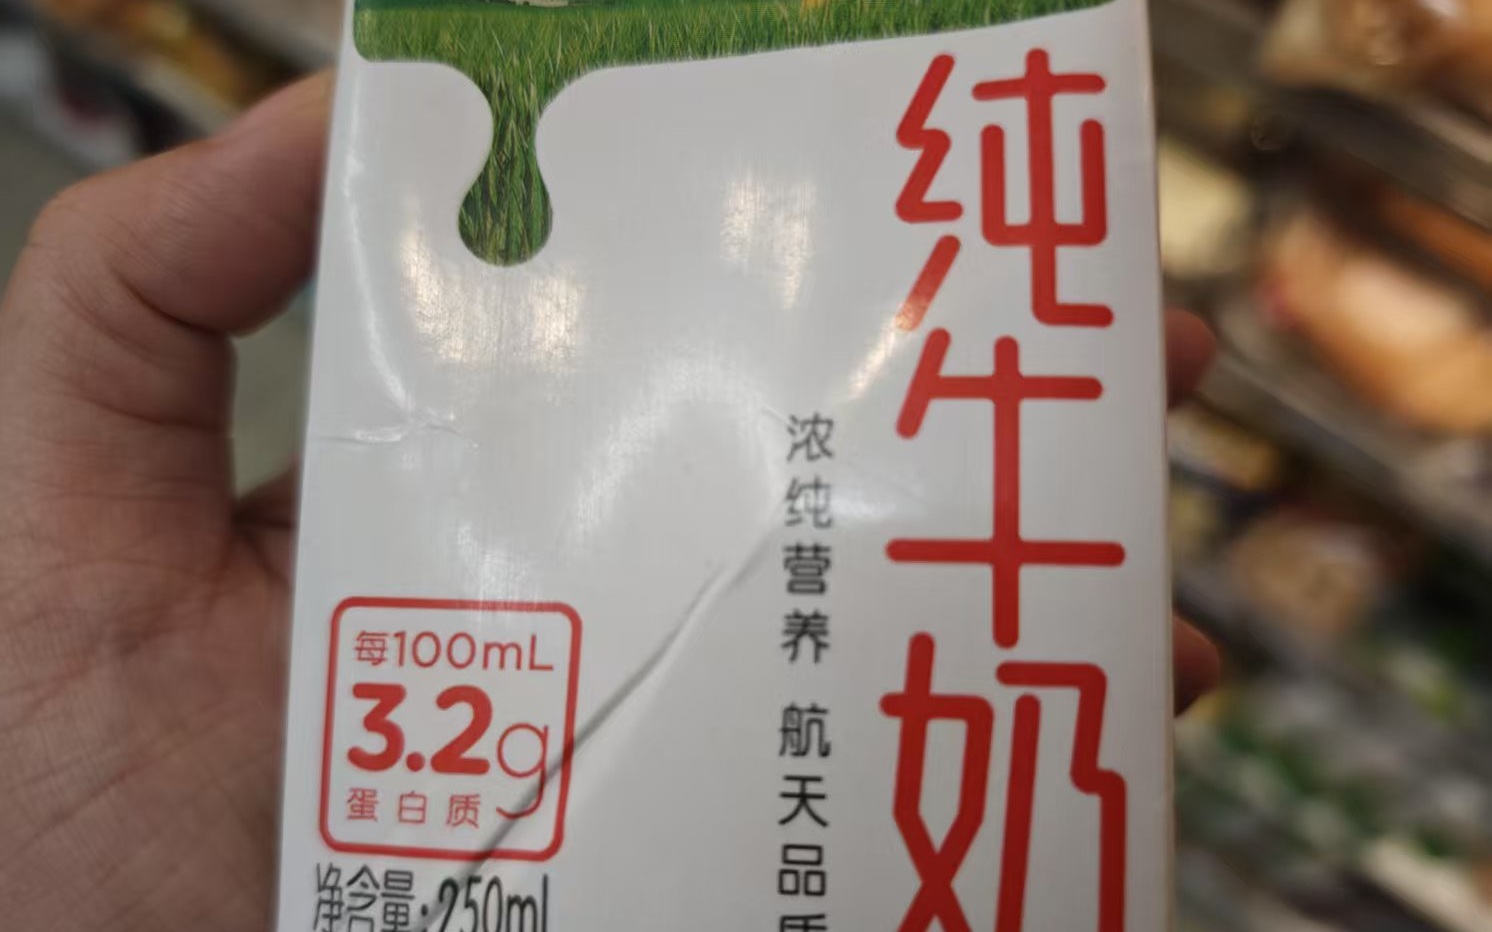 纯牛奶
浓纯营养 航天品质
每100mL
3.2g
蛋白质
净含量:250ml